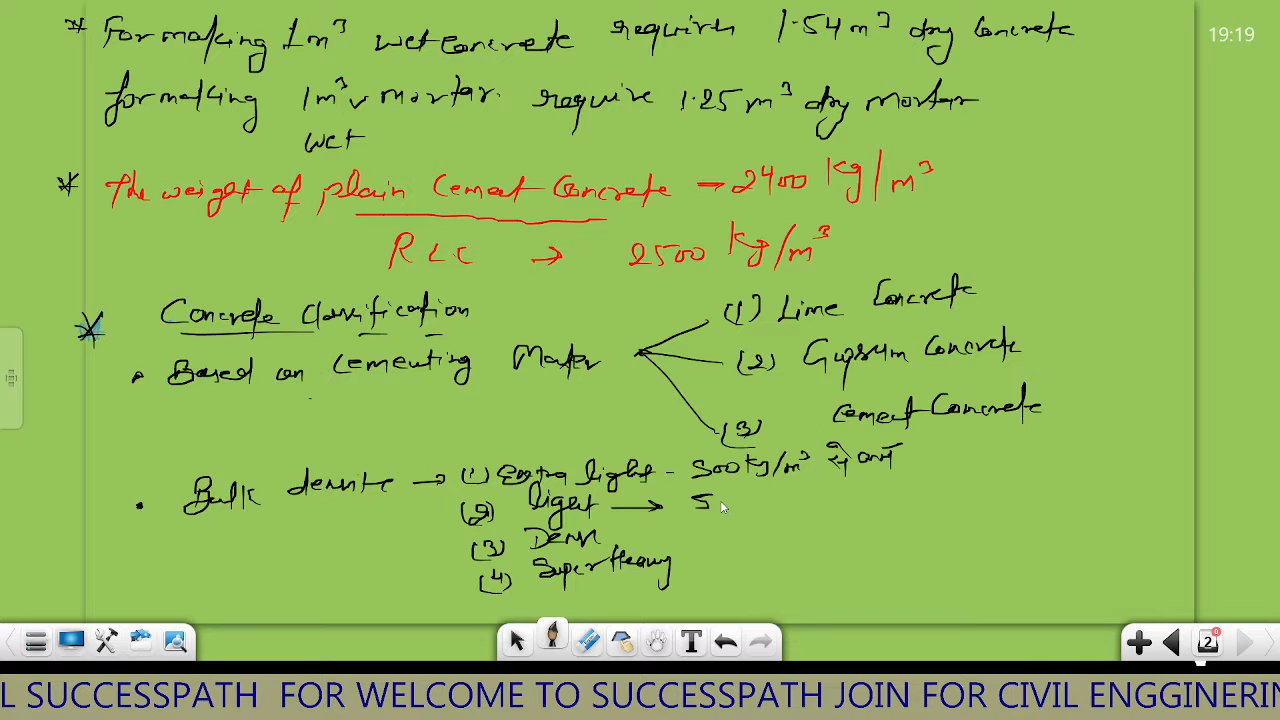 19:19
* For making 1m³ wet concrete requires 1.54 m³ dry concrete
for making 1m³ v mortar. require 1.25 m³ dry mortar
wet
* The weight of plain cement concrete - 2400 kg/m³
RCC → 2500 kg/m³
* Concrete classification
• Based on cementing Mater
(1) Lime Concrete
(2) Gypsum concrete
(3) cement concrete
• Bulk density → (1) Extra light - 500 kg/m³ से कम
(2) light → 5
(3) Dense
(4) Super Heavy
2
L SUCCESSPATH FOR WELCOME TO SUCCESSPATH JOIN FOR CIVIL ENGGINERIN